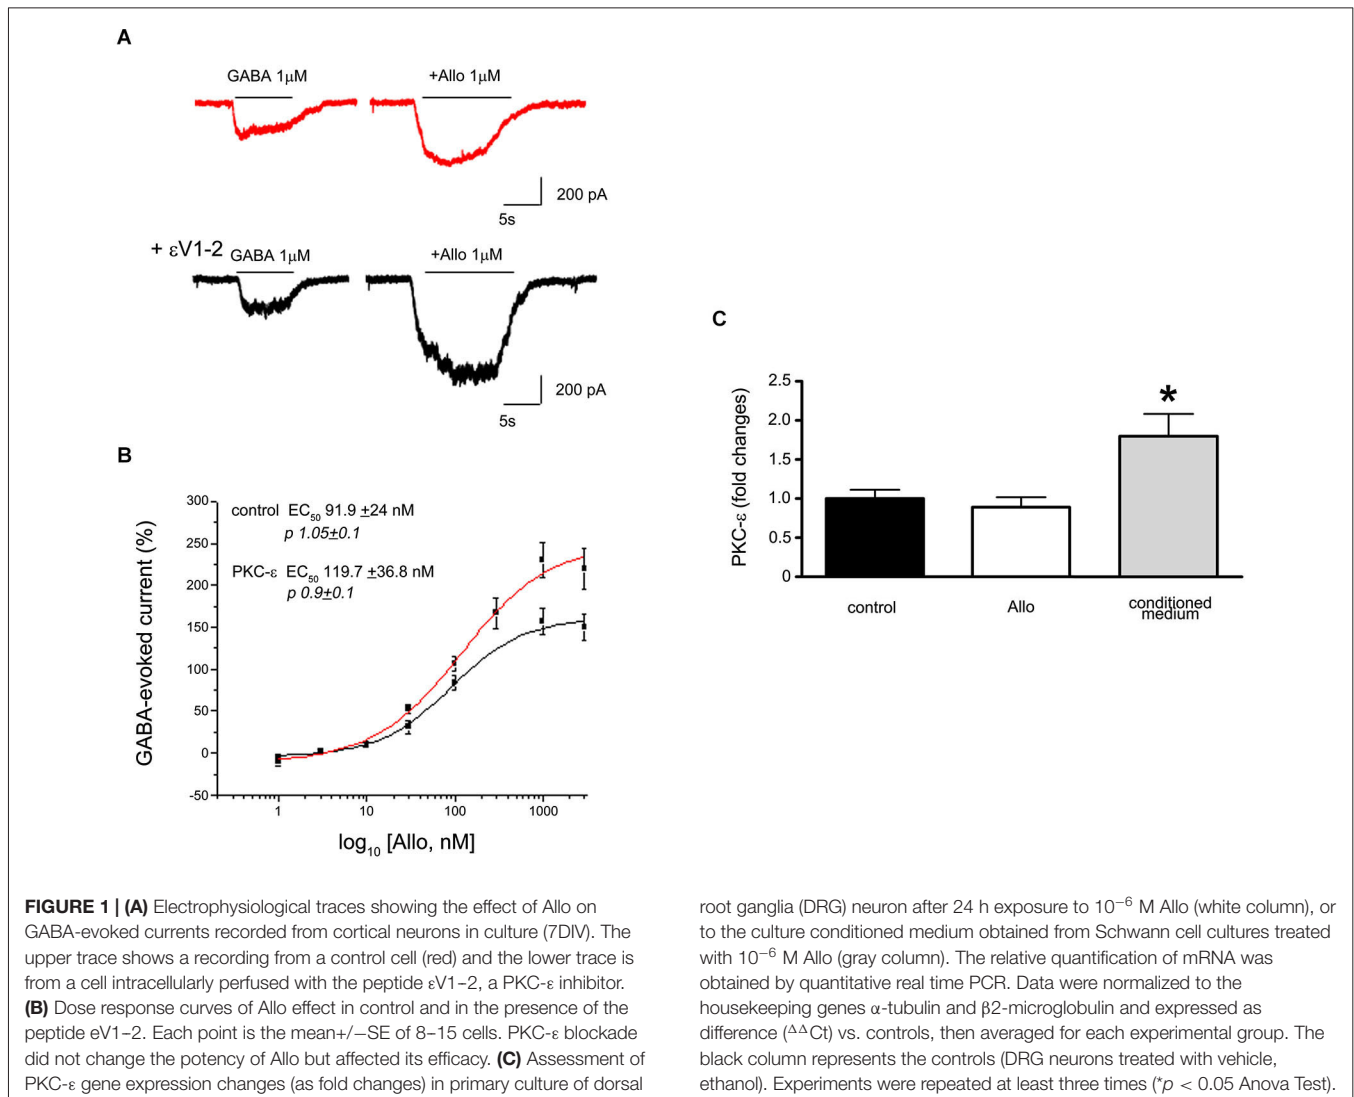 A
GABA 1μM
+Allo 1μM
200 pA
5s
+ εV1-2
GABA 1μM
+Allo 1μM
200 pA
5s
B
300
250
200
150
100
50
0
-50
GABA-evoked current (%)
control EC50 91.9 ±24 nM
p 1.05±0.1
PKC-ε EC50 119.7 ±36.8 nM
p 0.9±0.1
1 10 100 1000
log10 [Allo, nM]
C
2.5
2.0
1.5
1.0
0.5
0
PKC-ε (fold changes)
*
control
Allo
conditioned
medium
FIGURE 1 | (A) Electrophysiological traces showing the effect of Allo on
GABA-evoked currents recorded from cortical neurons in culture (7DIV). The
upper trace shows a recording from a control cell (red) and the lower trace is
from a cell intracellularly perfused with the peptide εV1–2, a PKC-ε inhibitor.
(B) Dose response curves of Allo effect in control and in the presence of the
peptide eV1–2. Each point is the mean+/−SE of 8–15 cells. PKC-ε blockade
did not change the potency of Allo but affected its efficacy. (C) Assessment of
PKC-ε gene expression changes (as fold changes) in primary culture of dorsal
root ganglia (DRG) neuron after 24 h exposure to 10−6 M Allo (white column), or
to the culture conditioned medium obtained from Schwann cell cultures treated
with 10−6 M Allo (gray column). The relative quantification of mRNA was
obtained by quantitative real time PCR. Data were normalized to the
housekeeping genes α-tubulin and β2-microglobulin and expressed as
difference (ΔΔCt) vs. controls, then averaged for each experimental group. The
black column represents the controls (DRG neurons treated with vehicle,
ethanol). Experiments were repeated at least three times (*p < 0.05 Anova Test).